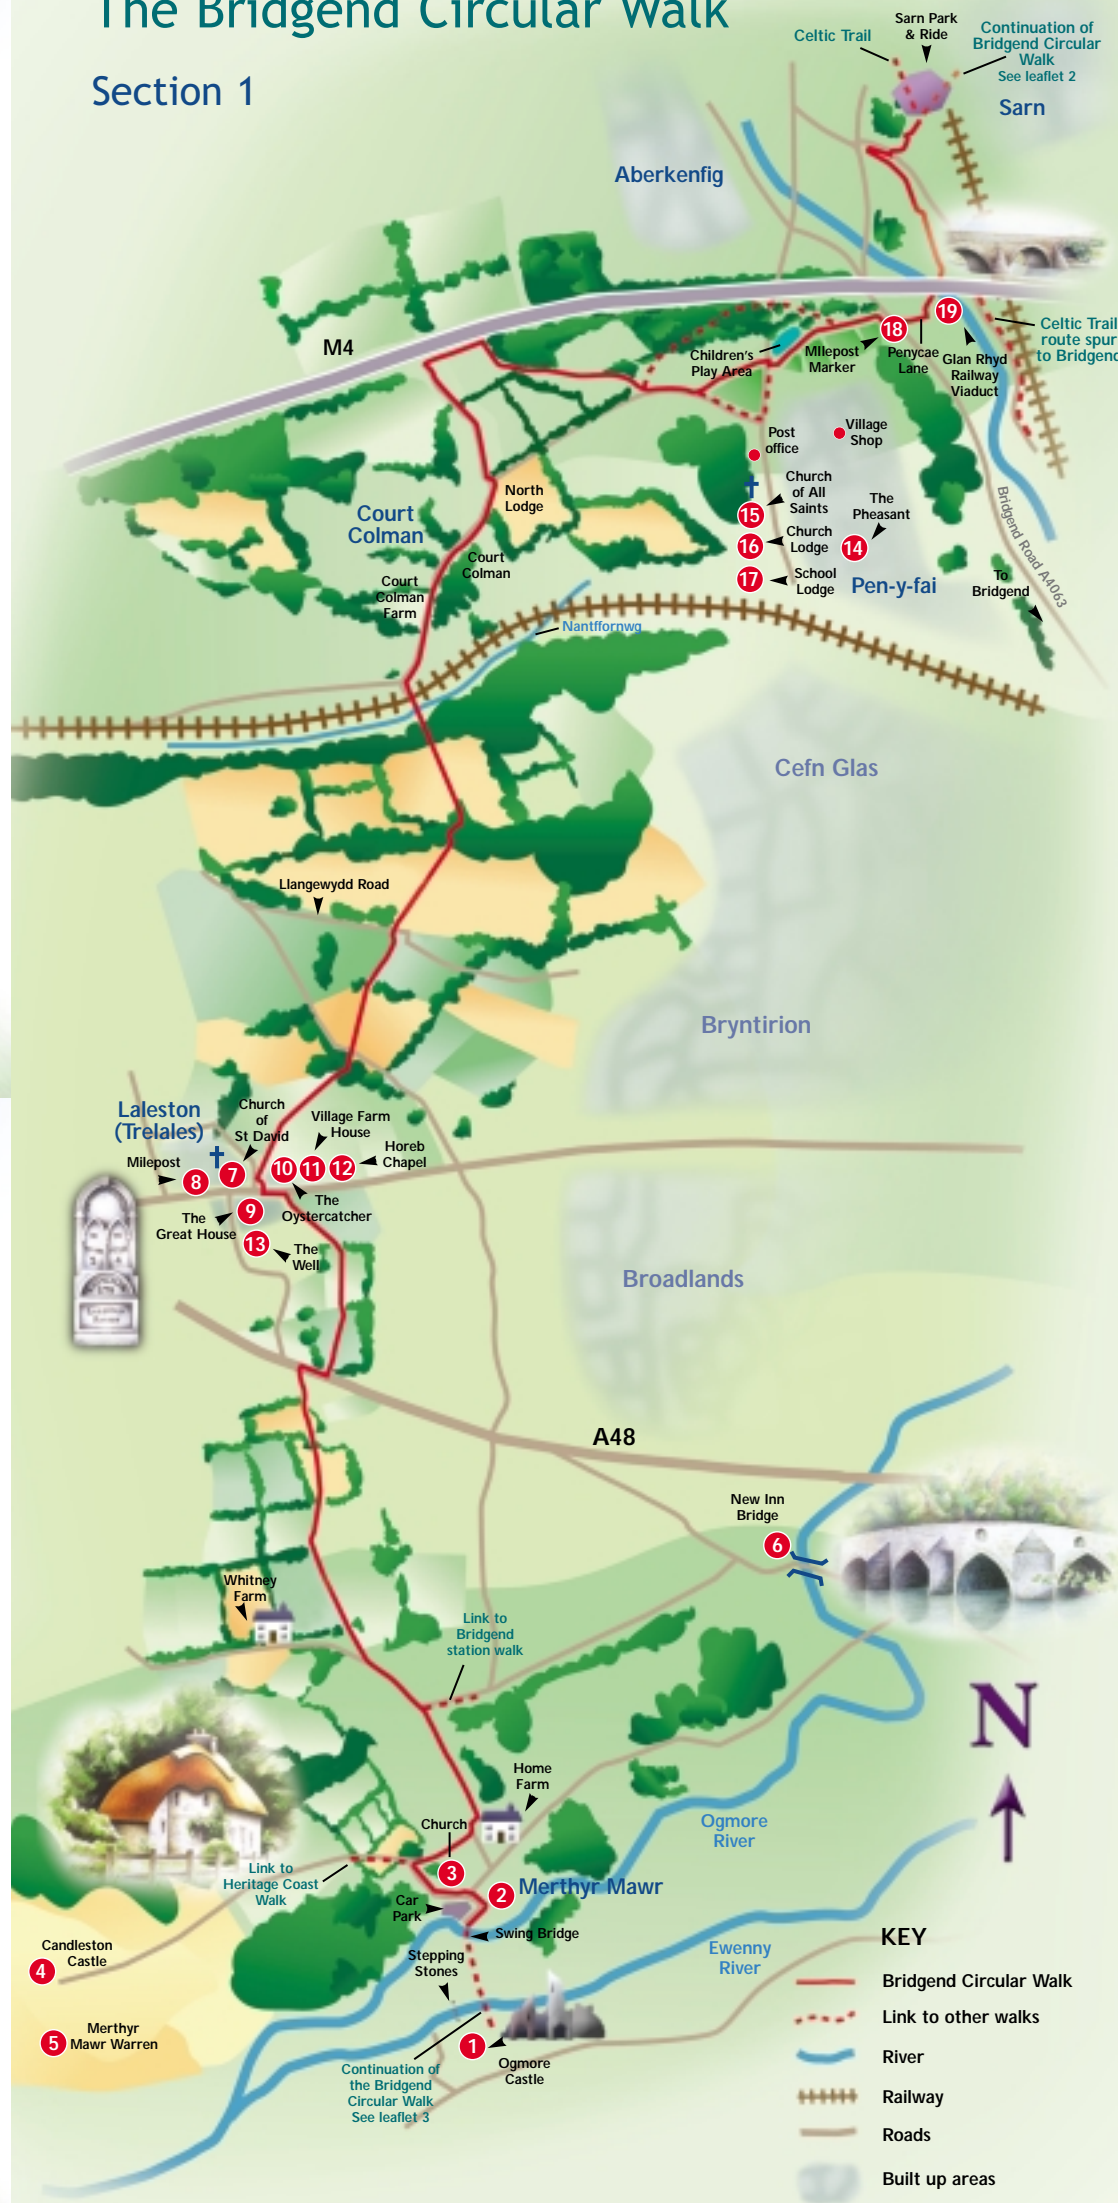 The Bridgend Circular Walk
Section 1
Celtic Trail
Sarn Park
& Ride
Continuation of
Bridgend Circular
Walk
See leaflet 2
Sarn
Aberkenfig
M4
Children's
Play Area
MIlepost
Marker
18
Penycae
Lane
19
Glan Rhyd
Railway
Viaduct
Celtic Trail
route spur
to Bridgend
Post
office
Village
Shop
North
Lodge
Court
Colman
Church
of All
Saints
15
The
Pheasant
14
16
Church
Lodge
17
School
Lodge
Pen-y-fai
Bridgend Road A4063
To
Bridgend
Court
Colman
Court
Colman
Farm
Nantffornwg
Cefn Glas
Llangewydd Road
Bryntirion
Laleston
(Trelales)
Church
of
St David
Village Farm
House
Horeb
Chapel
Milepost
8
7
10
11
12
The
Oystercatcher
The
Great House
9
13
The
Well
Broadlands
A48
New Inn
Bridge
6
Whitney
Farm
Link to
Bridgend
station walk
N
Home
Farm
Church
3
Ogmore
River
Link to
Heritage Coast
Walk
2
Merthyr Mawr
Car
Park
Swing Bridge
Candleston
Castle
4
Stepping
Stones
Ewenny
River
5
Merthyr
Mawr Warren
1
Ogmore
Castle
Continuation of
the Bridgend
Circular Walk
See leaflet 3
KEY
Bridgend Circular Walk
Link to other walks
River
Railway
Roads
Built up areas